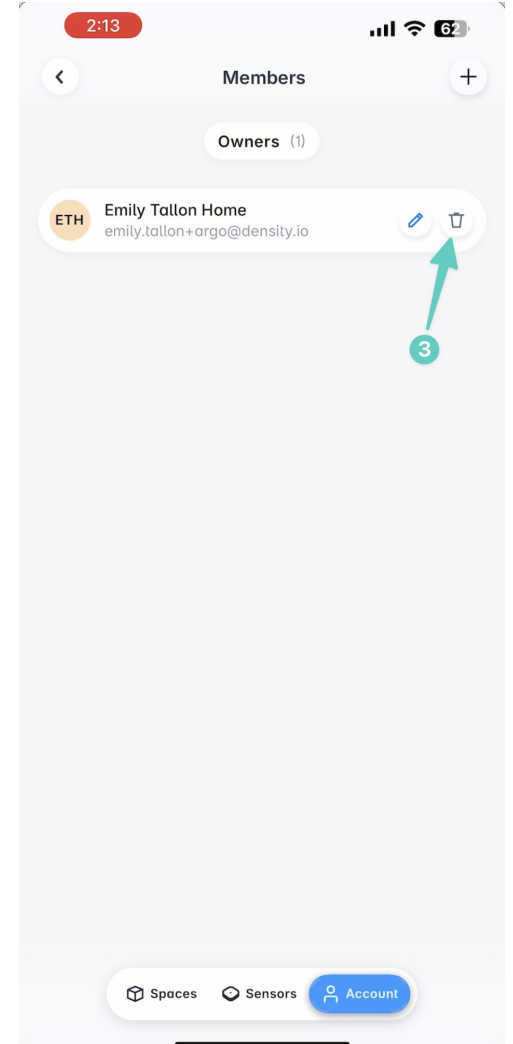 2:13
62
Members
Owners (1)
ETH
Emily Tallon Home
emily.tallon+argo@density.io
3
Spaces
Sensors
Account